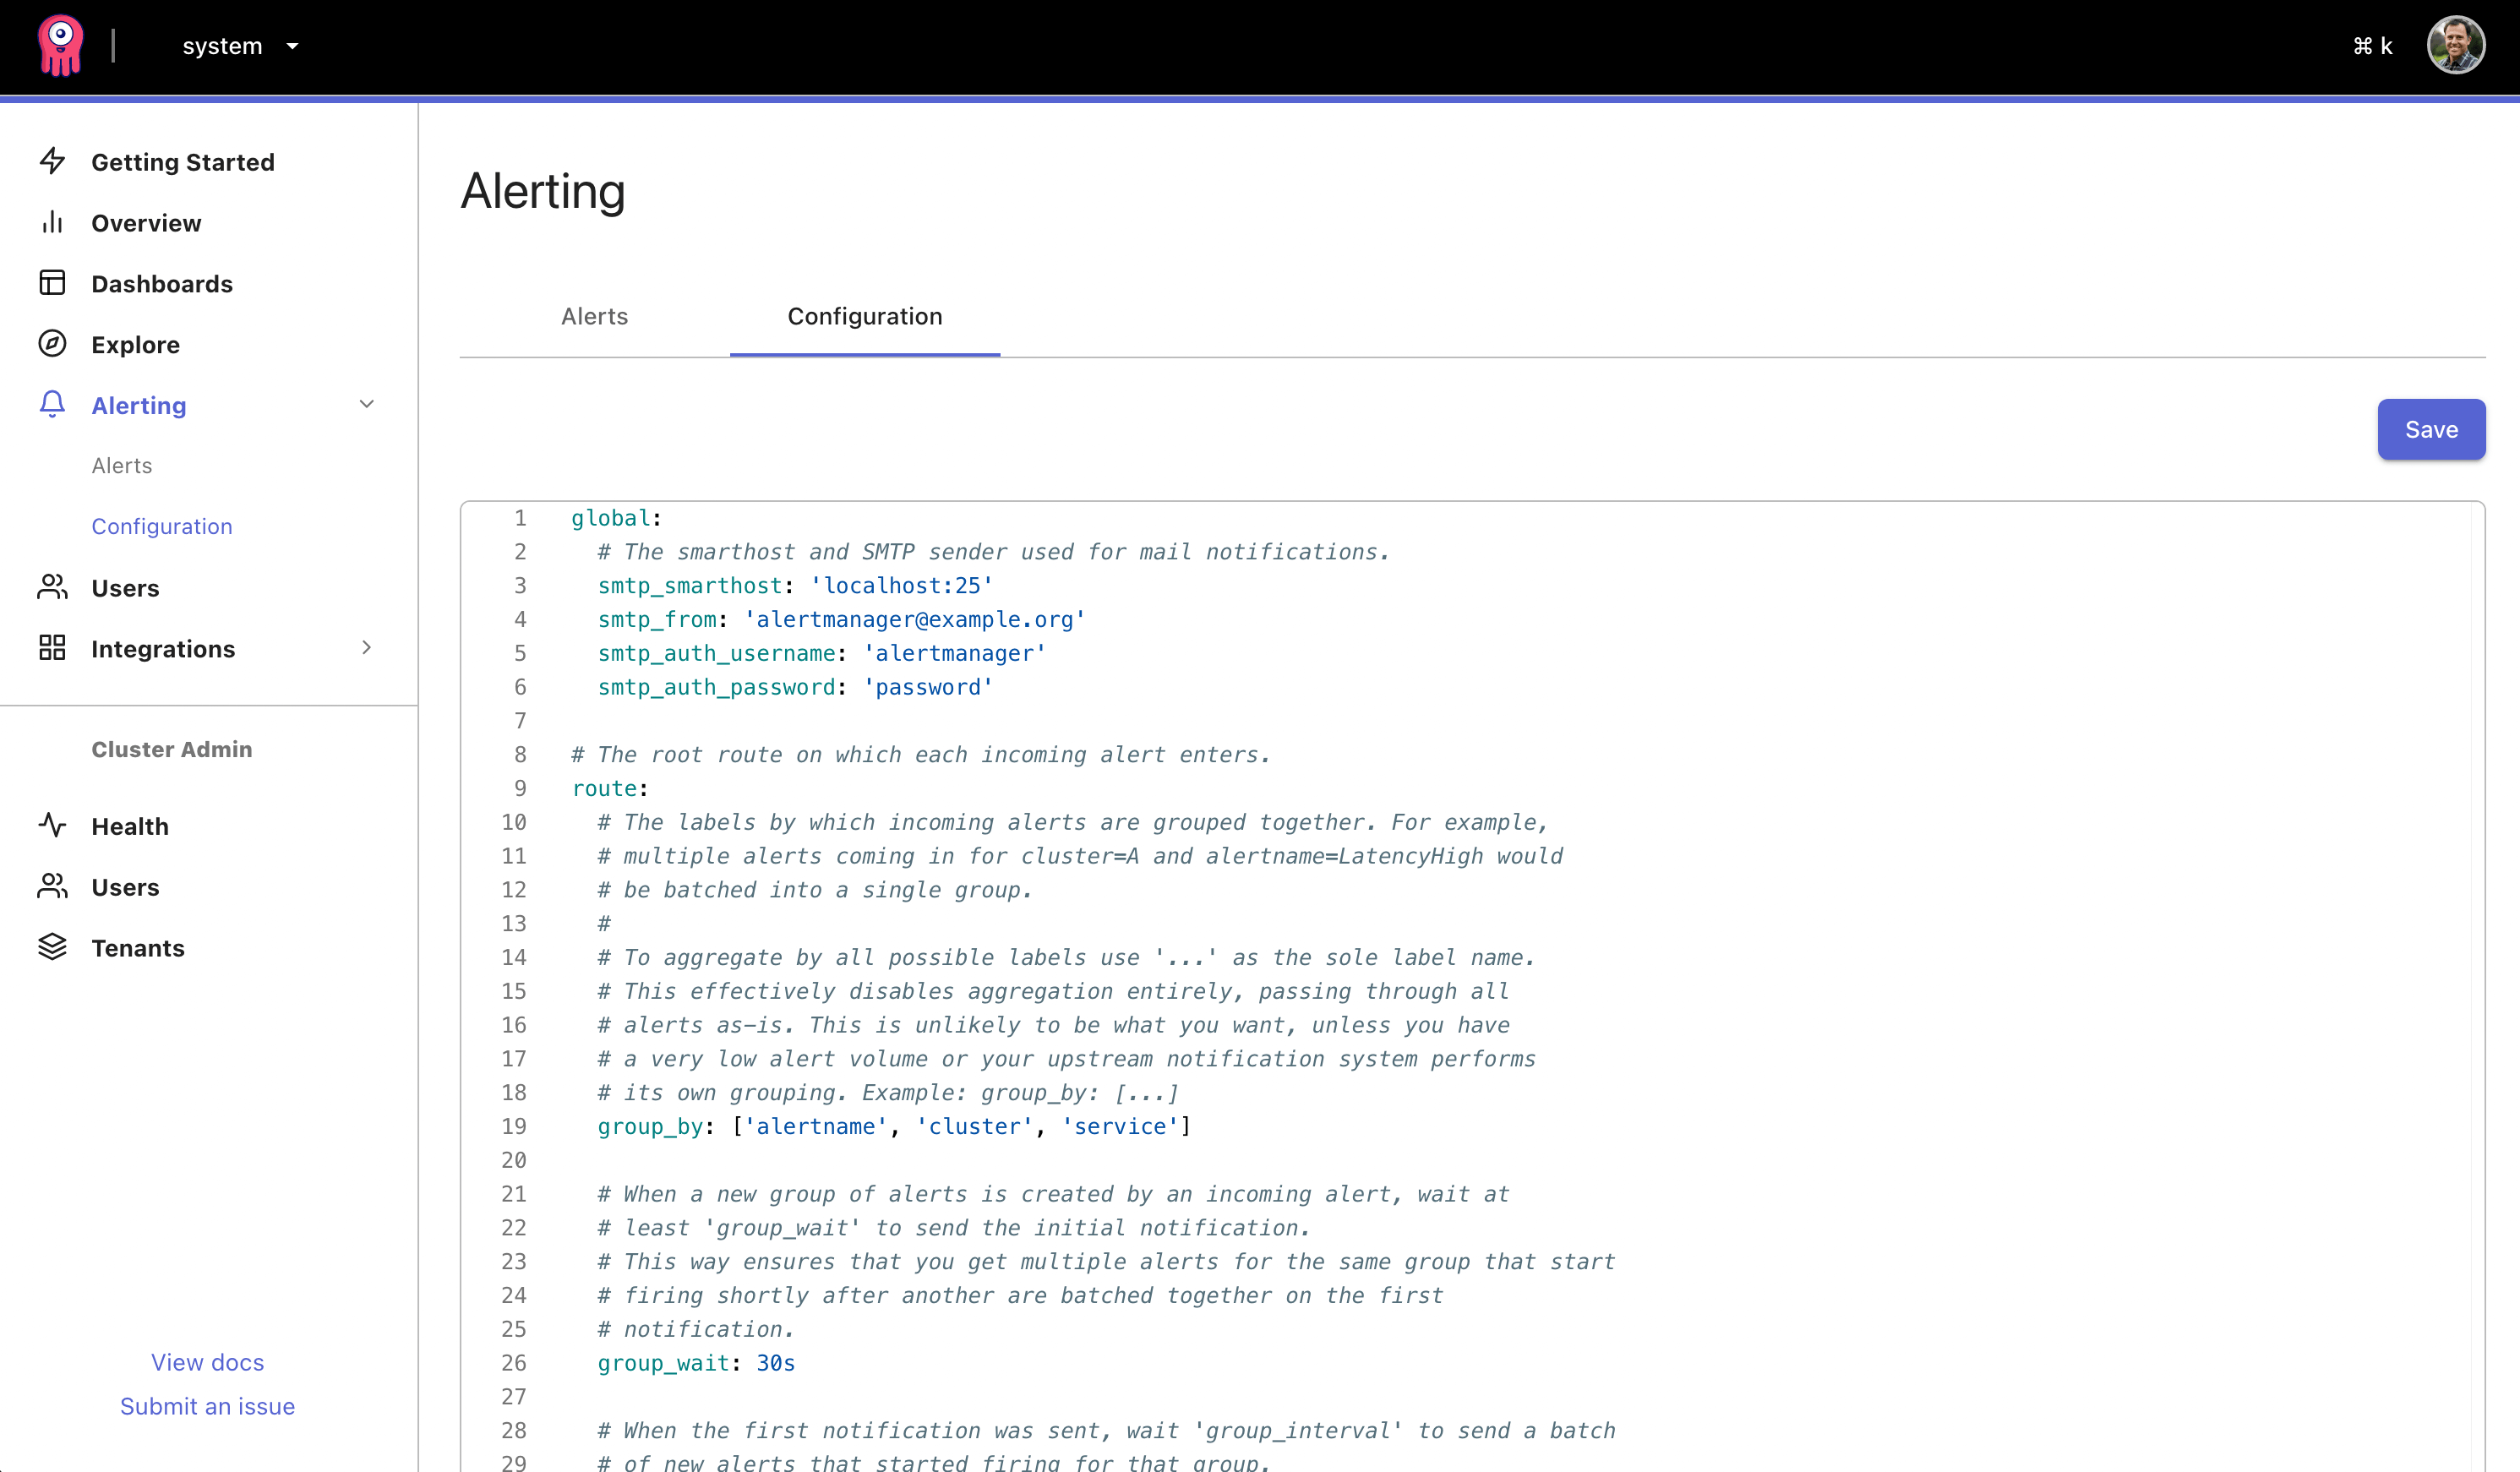 system
⌘ k
Getting Started
Overview
Dashboards
Explore
Alerting
Alerts
Configuration
Users
Integrations
Cluster Admin
Health
Users
Tenants
View docs
Submit an issue
Alerting
Alerts
Configuration
Save
1 global:
2 # The smarthost and SMTP sender used for mail notifications.
3 smtp_smarthost: 'localhost:25'
4 smtp_from: 'alertmanager@example.org'
5 smtp_auth_username: 'alertmanager'
6 smtp_auth_password: 'password'
7
8 # The root route on which each incoming alert enters.
9 route:
10 # The labels by which incoming alerts are grouped together. For example,
11 # multiple alerts coming in for cluster=A and alertname=LatencyHigh would
12 # be batched into a single group.
13 #
14 # To aggregate by all possible labels use '...' as the sole label name.
15 # This effectively disables aggregation entirely, passing through all
16 # alerts as-is. This is unlikely to be what you want, unless you have
17 # a very low alert volume or your upstream notification system performs
18 # its own grouping. Example: group_by: [...]
19 group_by: ['alertname', 'cluster', 'service']
20
21 # When a new group of alerts is created by an incoming alert, wait at
22 # least 'group_wait' to send the initial notification.
23 # This way ensures that you get multiple alerts for the same group that start
24 # firing shortly after another are batched together on the first
25 # notification.
26 group_wait: 30s
27
28 # When the first notification was sent, wait 'group_interval' to send a batch
29 # of new alerts that started firing for that group.